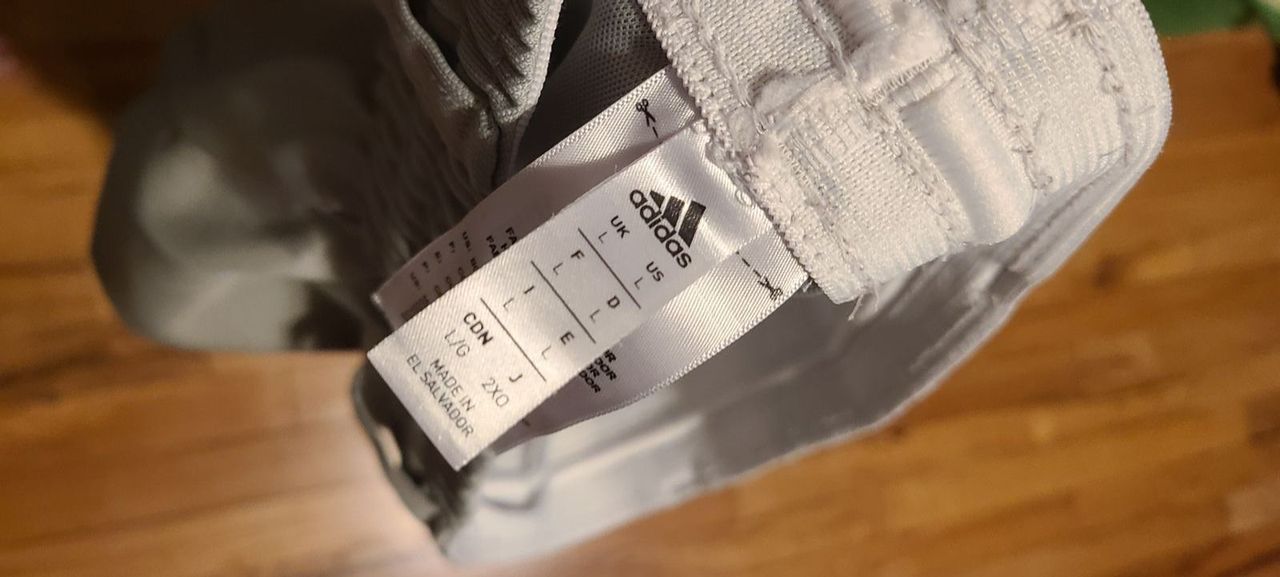 adidas
UK US
L L
F D
L L
I E
L L
CDN J
L/G 2XO
MADE IN
EL SALVADOR